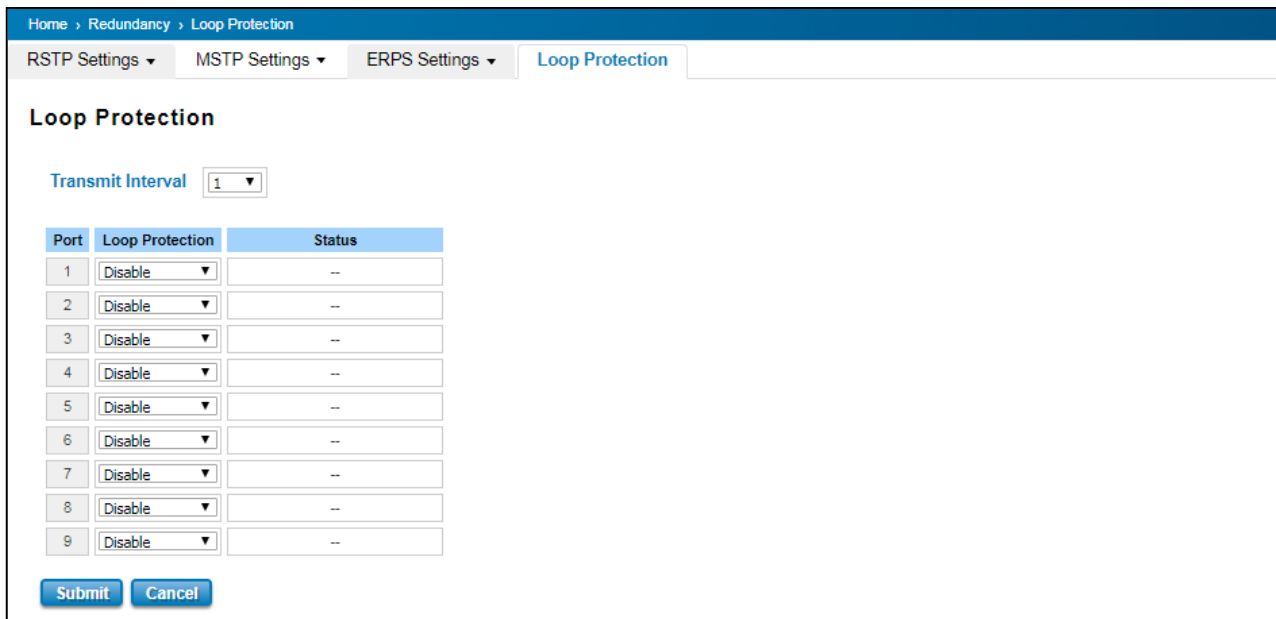 Home › Redundancy › Loop Protection
RSTP Settings ▾ MSTP Settings ▾ ERPS Settings ▾ Loop Protection
Loop Protection
Transmit Interval 1
Port Loop Protection Status
1 Disable --
2 Disable --
3 Disable --
4 Disable --
5 Disable --
6 Disable --
7 Disable --
8 Disable --
9 Disable --
Submit Cancel